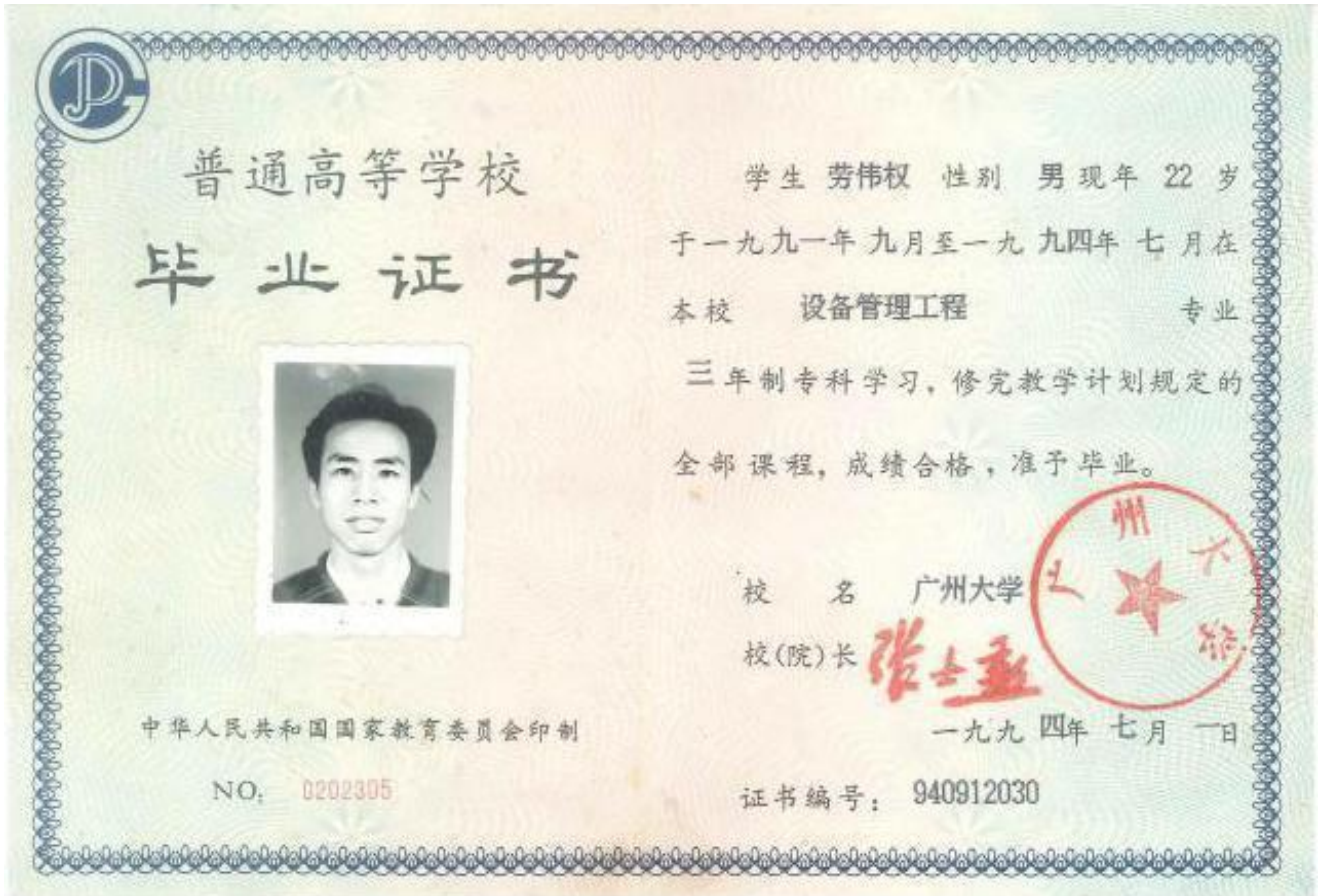 普通高等学校
毕业证书
中华人民共和国国家教育委员会印制
NO: 0202305
学生 劳伟权 性别 男 现年 22 岁
于一九九一年九月至一九九四年七月在
本校 设备管理工程 专业
三年制专科学习，修完教学计划规定的
全部课程，成绩合格，准予毕业。
校 名 广州大学
校(院)长
一九九四年七月一日
证书编号： 940912030
广州大学